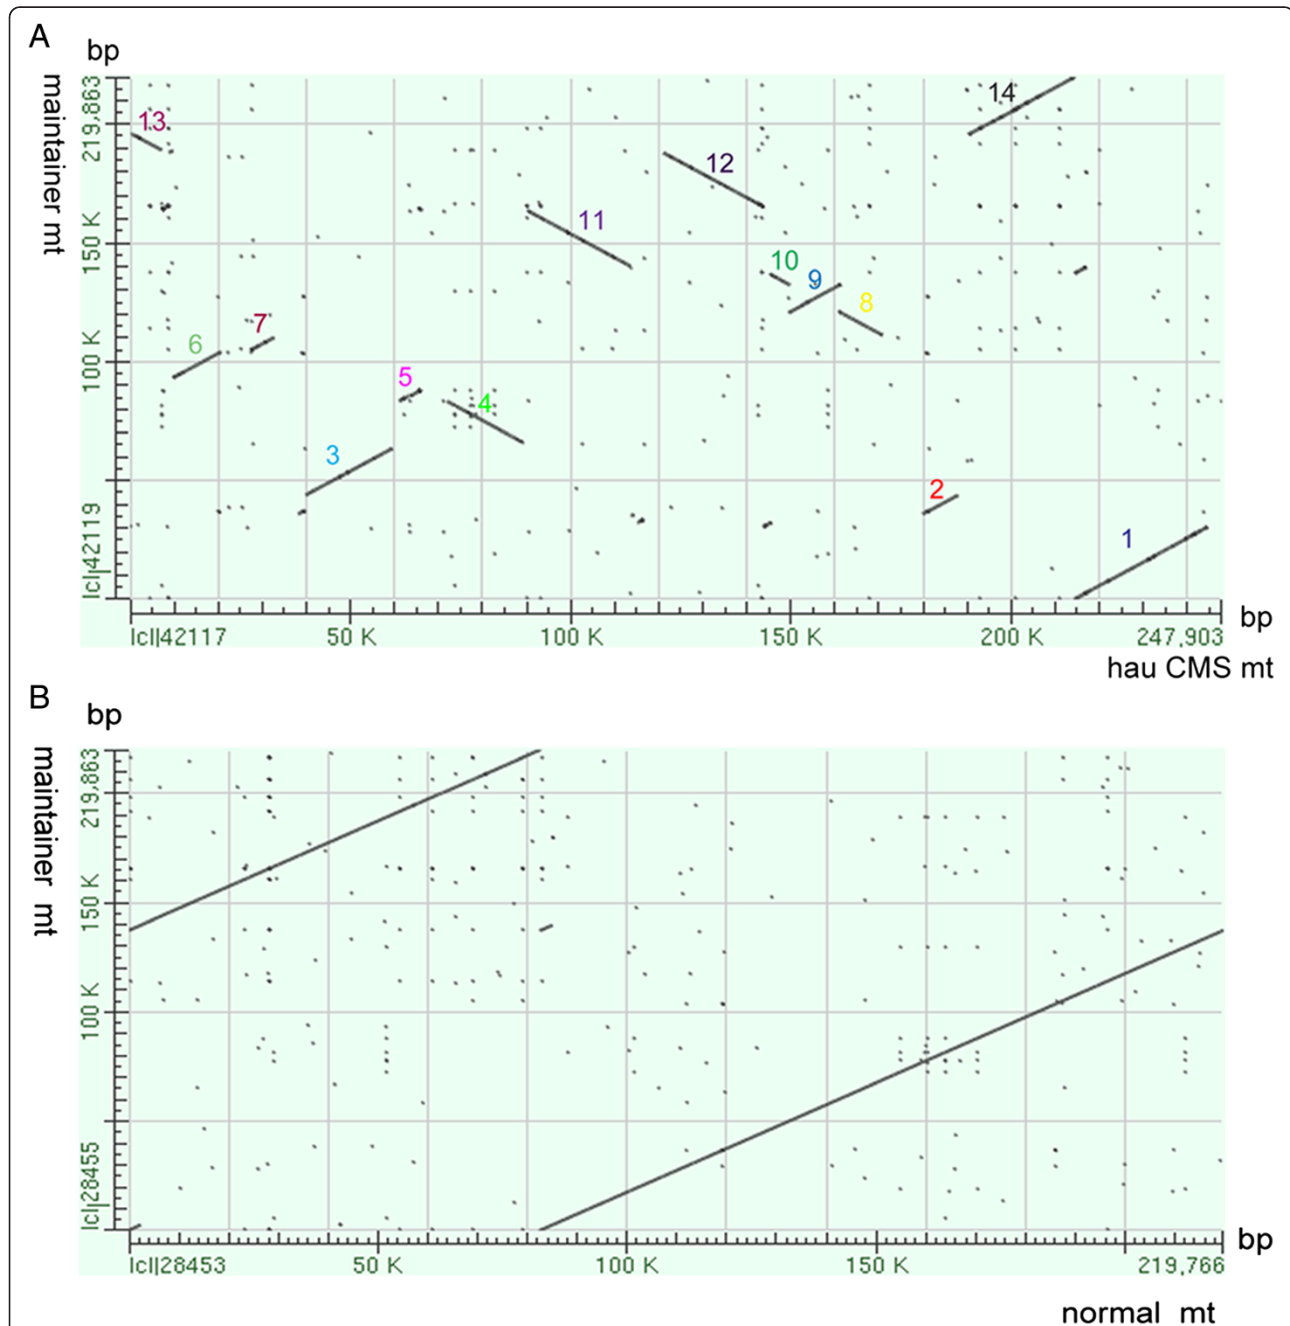 A
bp
maintainer mt
219,863
150 K
100 K
lcl|42119
13
14
12
11
10
9
8
7
6
5
4
3
2
1
lcl|42117
50 K
100 K
150 K
200 K
247,903
bp
hau CMS mt
B
bp
maintainer mt
219,863
150 K
100 K
lcl|28455
lcl|28453
50 K
100 K
150 K
219,766
bp
normal mt